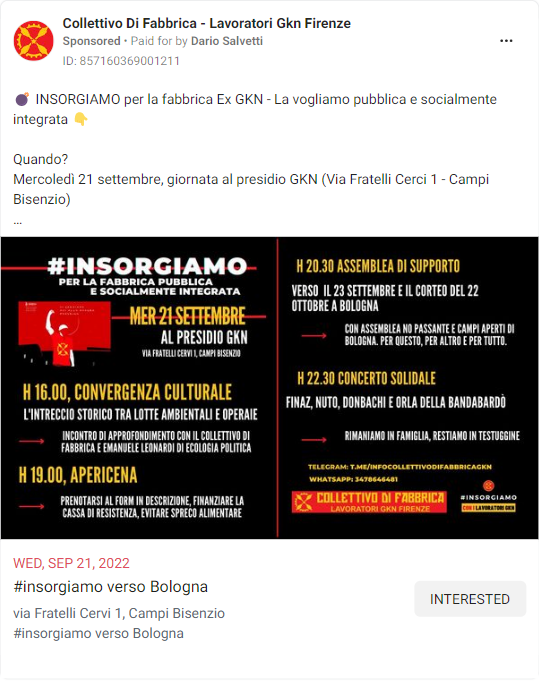 Collettivo Di Fabbrica - Lavoratori Gkn Firenze
Sponsored • Paid for by Dario Salvetti
ID: 857160369001211
💣 INSORGIAMO per la fabbrica Ex GKN - La vogliamo pubblica e socialmente
integrata 👇
Quando?
Mercoledì 21 settembre, giornata al presidio GKN (Via Fratelli Cerci 1 - Campi
Bisenzio)
...
#INSORGIAMO
PER LA FABBRICA PUBBLICA
E SOCIALMENTE INTEGRATA
MER 21 SETTEMBRE
AL PRESIDIO GKN
VIA FRATELLI CERVI 1, CAMPI BISENZIO
H 16.00, CONVERGENZA CULTURALE
L'INTRECCIO STORICO TRA LOTTE AMBIENTALI E OPERAIE
INCONTRO DI APPROFONDIMENTO CON IL COLLETTIVO DI
FABBRICA E EMANUELE LEONARDI DI ECOLOGIA POLITICA
H 19.00, APERICENA
PRENOTARSI AL FORM IN DESCRIZIONE, FINANZIARE LA
CASSA DI RESISTENZA, EVITARE SPRECO ALIMENTARE
H 20.30 ASSEMBLEA DI SUPPORTO
VERSO IL 23 SETTEMBRE E IL CORTEO DEL 22
OTTOBRE A BOLOGNA
CON ASSEMBLEA NO PASSANTE E CAMPI APERTI DI
BOLOGNA. PER QUESTO, PER ALTRO E PER TUTTO.
H 22.30 CONCERTO SOLIDALE
FINAZ, NUTO, DONBACHI E ORLA DELLA BANDABARDÒ
RIMANIAMO IN FAMIGLIA, RESTIAMO IN TESTUGGINE
TELEGRAM: T.ME/INFOCOLLETTIVODIFABBRICAGKN
WHATSAPP: 3478646481
COLLETTIVO DI FABBRICA
LAVORATORI GKN FIRENZE
#INSORGIAMO
CON I LAVORATORI GKN
WED, SEP 21, 2022
#insorgiamo verso Bologna
via Fratelli Cervi 1, Campi Bisenzio
#insorgiamo verso Bologna
INTERESTED